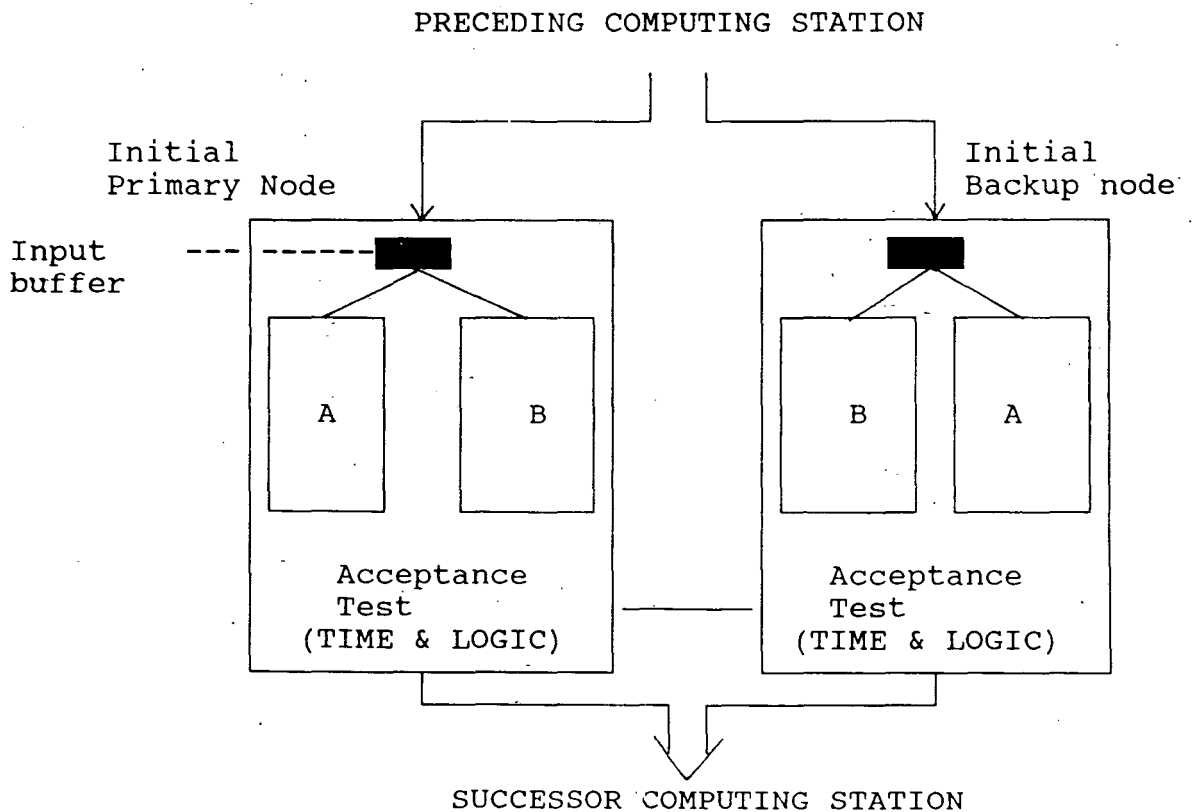 PRECEDING COMPUTING STATION
Initial
Primary Node
Initial
Backup node
Input
buffer
A
B
B
A
Acceptance
Test
(TIME & LOGIC)
Acceptance
Test
(TIME & LOGIC)
SUCCESSOR COMPUTING STATION